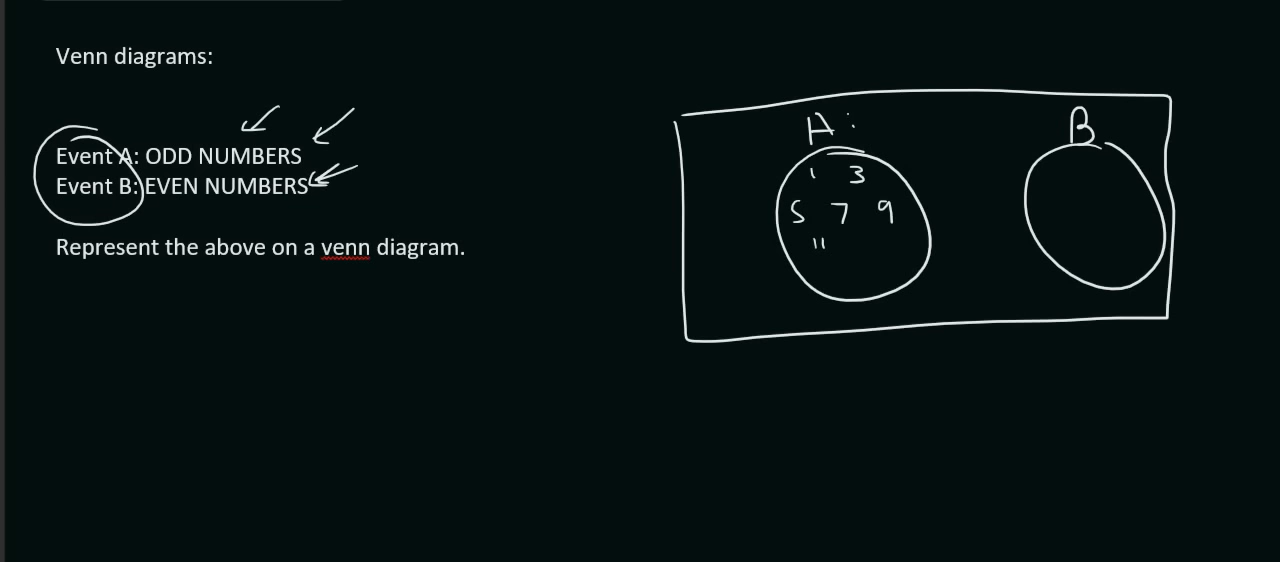 Venn diagrams:
Event A: ODD NUMBERS
Event B: EVEN NUMBERS
Represent the above on a venn diagram.
A :
1 3
5 7 9
11
B